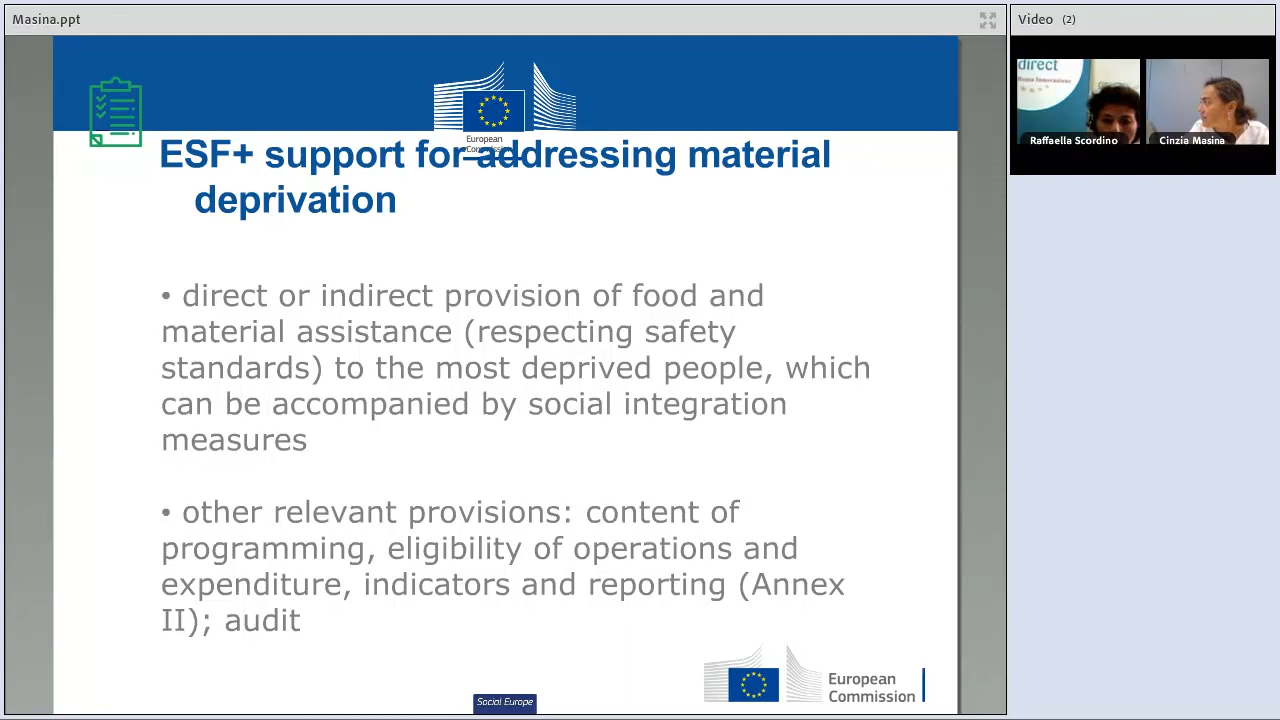 Masina.ppt
Video (2)
direct
Raffaella Scordino
Cinzia Masina
European
ESF+ support for addressing material
deprivation
• direct or indirect provision of food and
material assistance (respecting safety
standards) to the most deprived people, which
can be accompanied by social integration
measures
• other relevant provisions: content of
programming, eligibility of operations and
expenditure, indicators and reporting (Annex
II); audit
European
Commission
Social Europe